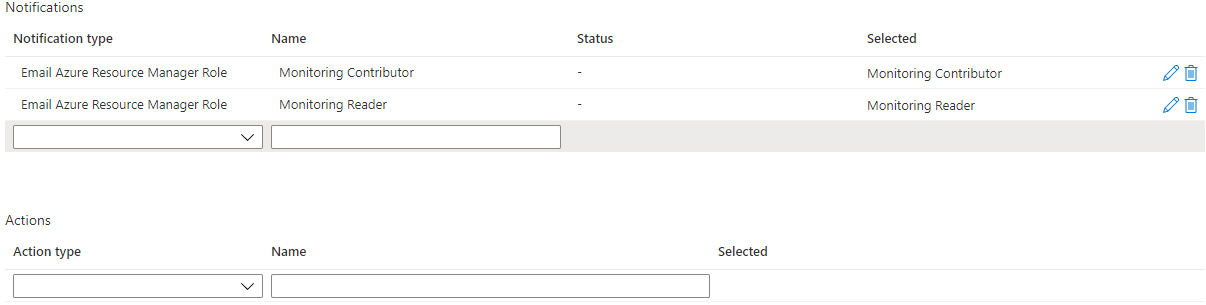 Notifications
Notification type Name Status Selected
Email Azure Resource Manager Role Monitoring Contributor - Monitoring Contributor
Email Azure Resource Manager Role Monitoring Reader - Monitoring Reader
Actions
Action type Name Selected